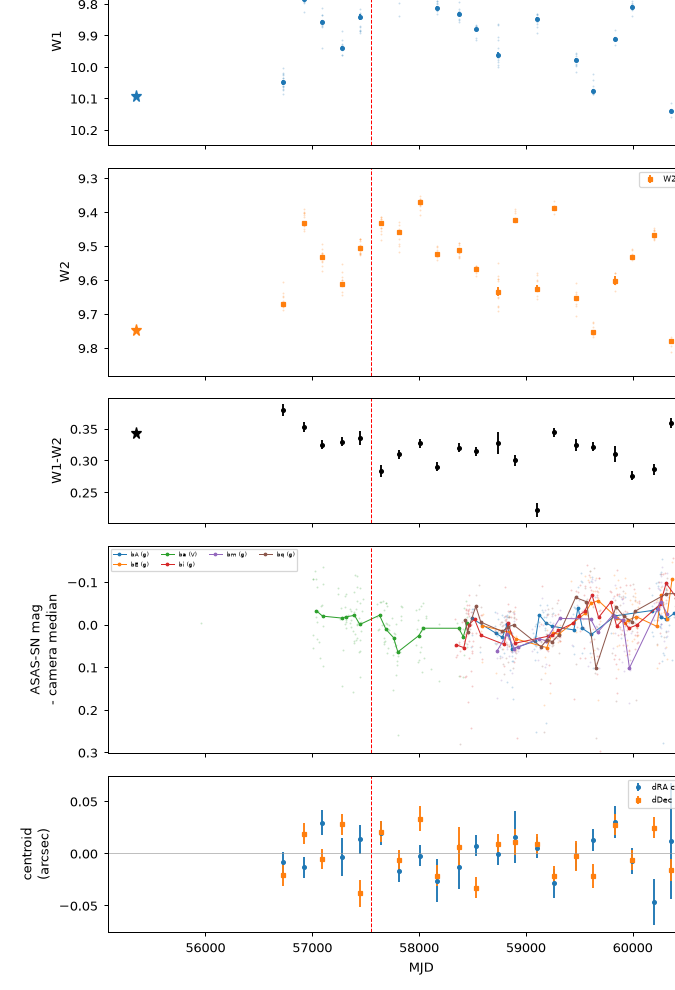 9.8
9.9
10.0
10.1
10.2
W1
9.3
9.4
9.5
9.6
9.7
9.8
W2
W2
0.35
0.30
0.25
W1-W2
bA (g) ba (V) bm (g) bq (g)
bE (g) bi (g)
−0.1
0.0
0.1
0.2
0.3
ASAS-SN mag
- camera median
dRA c
dDec
0.05
0.00
−0.05
centroid
(arcsec)
56000 57000 58000 59000 60000
MJD